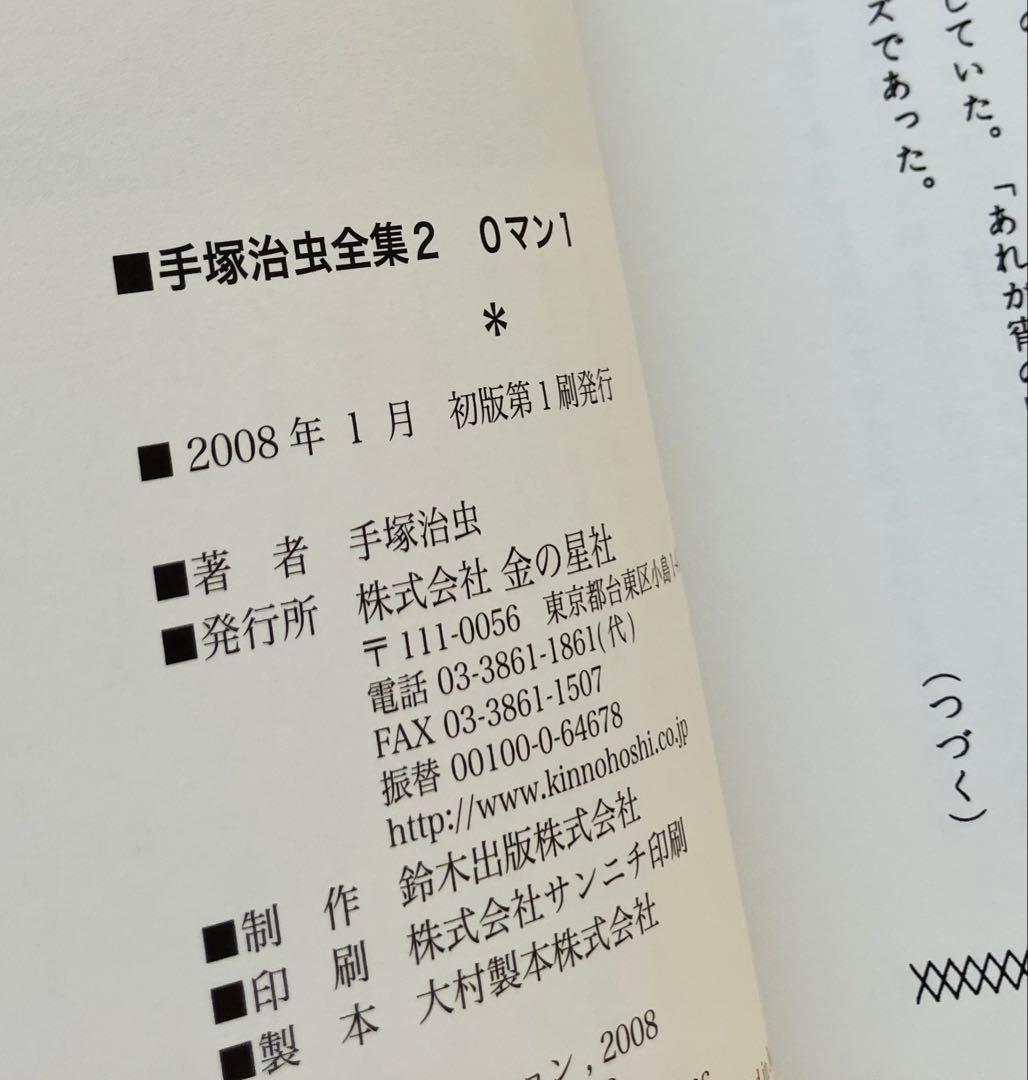 ■手塚治虫全集2　0マン1
＊
■ 2008 年 1 月　初版第 1 刷発行
■著　者　手塚治虫
■発行所　株式会社 金の星社
〒 111-0056　東京都台東区小島 1-
電話 03-3861-1861(代)
FAX 03-3861-1507
振替 00100-0-64678
http://www.kinnohoshi.co.jp
■制　作　鈴木出版株式会社
■印　刷　株式会社サンニチ印刷
■製　本　大村製本株式会社
ン , 2008
していた。「あれが宵の
ズであった。
(つづく)